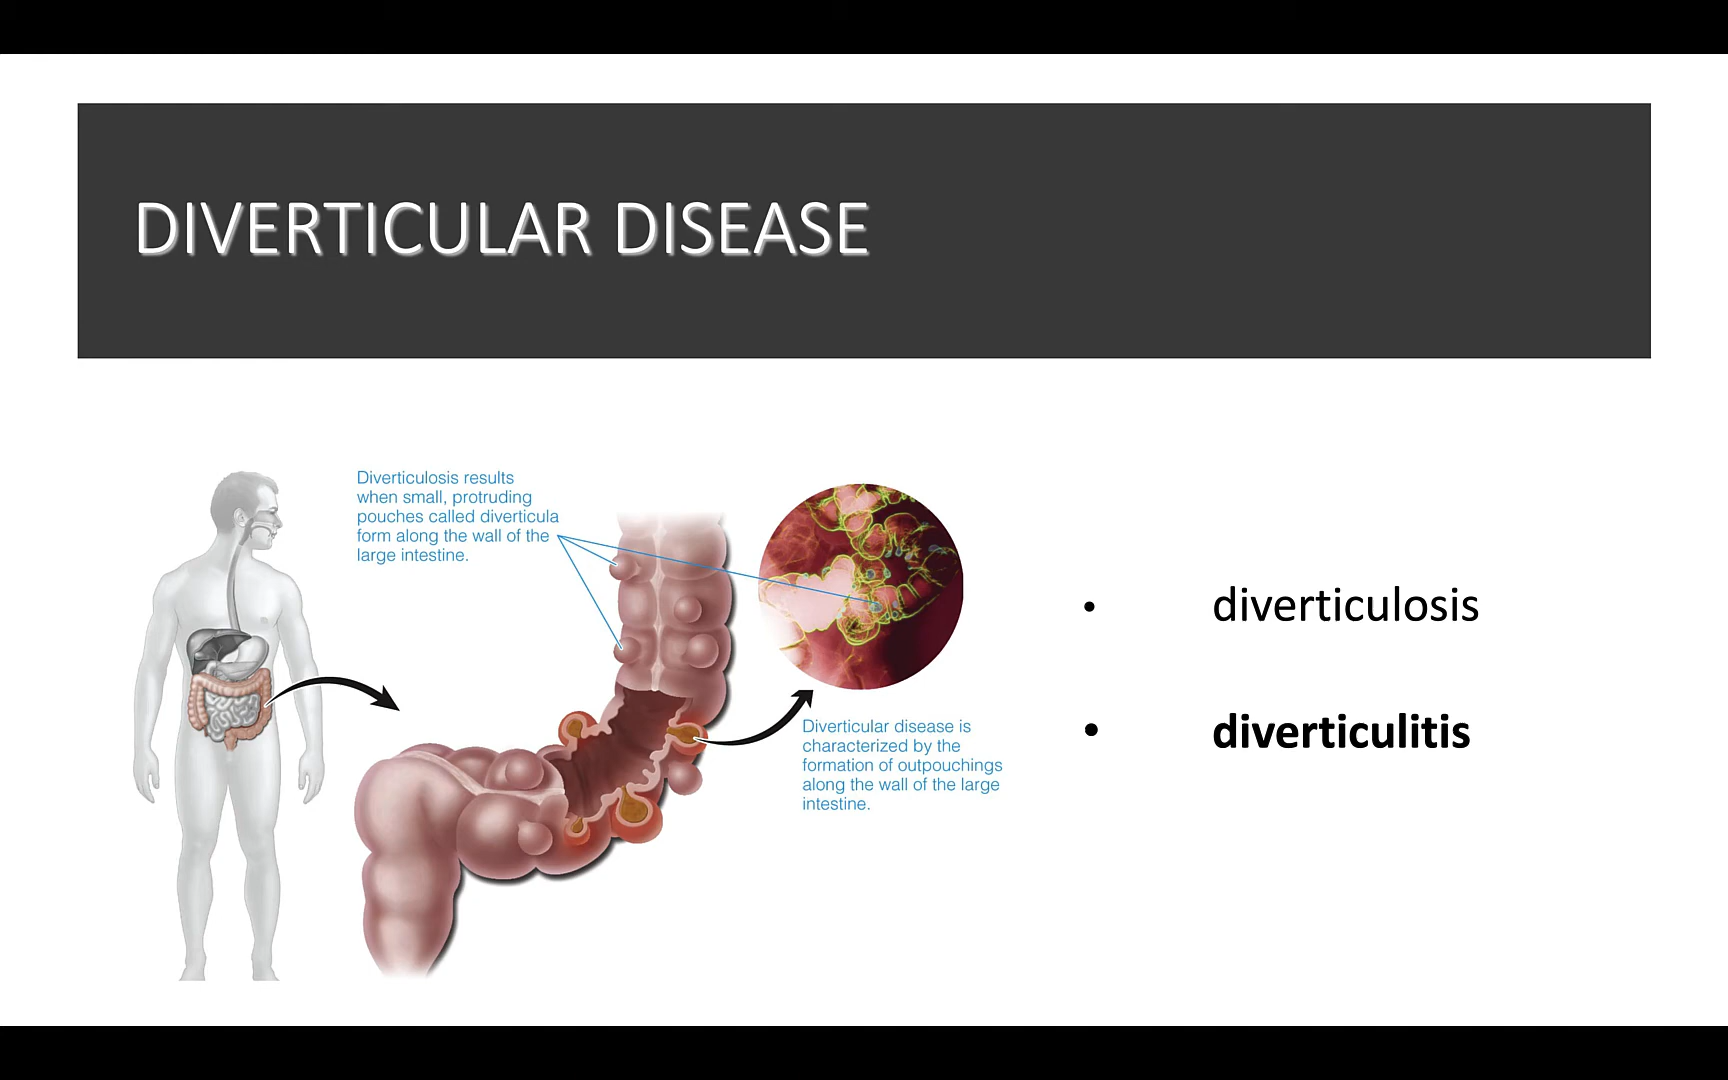 DIVERTICULAR DISEASE
Diverticulosis results
when small, protruding
pouches called diverticula
form along the wall of the
large intestine.
Diverticular disease is
characterized by the
formation of outpouchings
along the wall of the large
intestine.
• diverticulosis
• diverticulitis